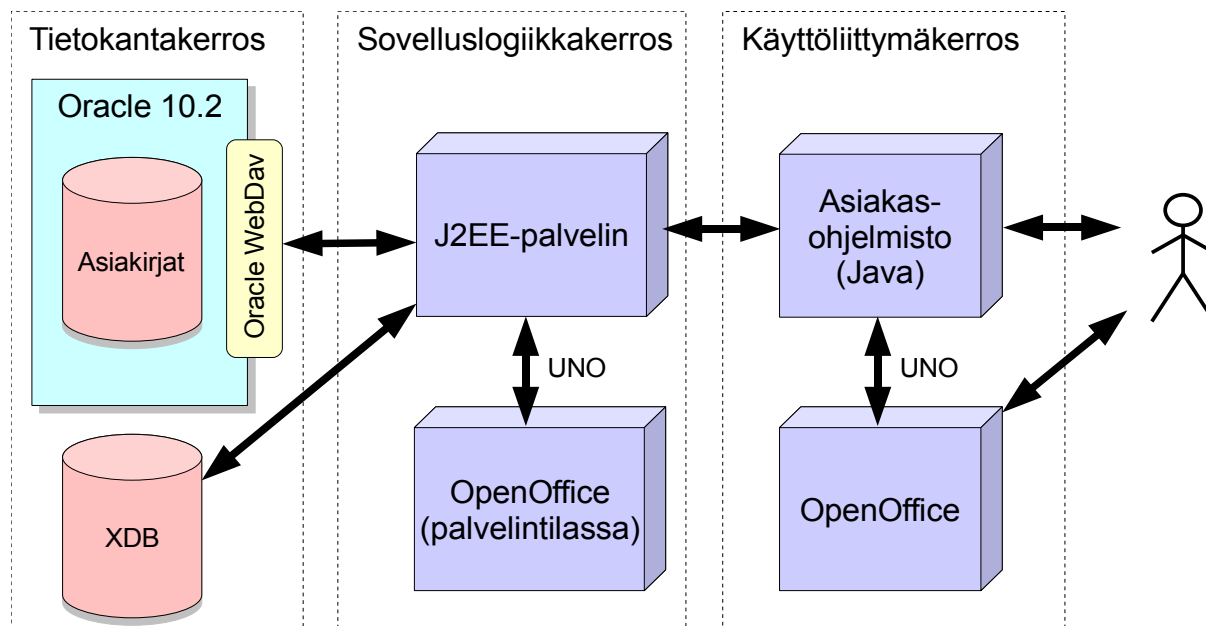 Tietokantakerros
Oracle 10.2
Asiakirjat
Oracle WebDav
XDB
Sovelluslogiikkakerros
J2EE-palvelin
UNO
OpenOffice
(palvelintilassa)
Käyttöliittymäkerros
Asiakas-
ohjelmisto
(Java)
UNO
OpenOffice